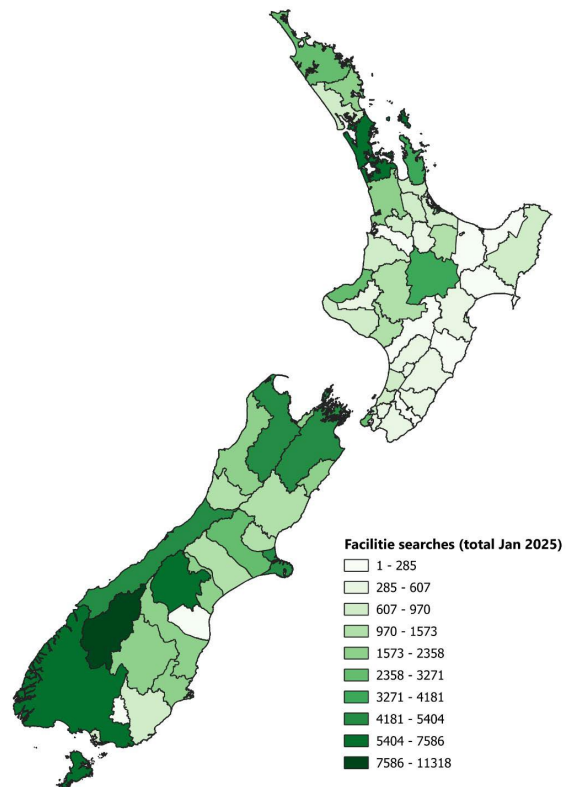 Facilitie searches (total Jan 2025)
1 - 285
285 - 607
607 - 970
970 - 1573
1573 - 2358
2358 - 3271
3271 - 4181
4181 - 5404
5404 - 7586
7586 - 11318